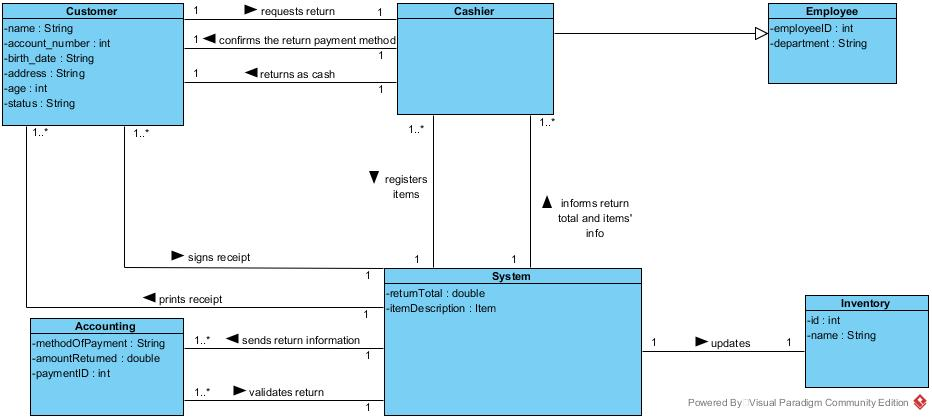 Customer
-name : String
-account_number : int
-birth_date : String
-address : String
-age : int
-status : String
1
requests return
1
1
confirms the return payment method
1
1
returns as cash
1
Cashier
Employee
-employeeID : int
-department : String
1..*
1..*
1..*
1..*
registers
items
informs return
total and items'
info
1
1
signs receipt
1
prints receipt
1
System
-returnTotal : double
-itemDescription : Item
Accounting
-methodOfPayment : String
-amountReturned : double
-paymentID : int
1..*
sends return information
1
1..*
validates return
1
1
updates
1
Inventory
-id : int
-name : String
Powered By Visual Paradigm Community Edition